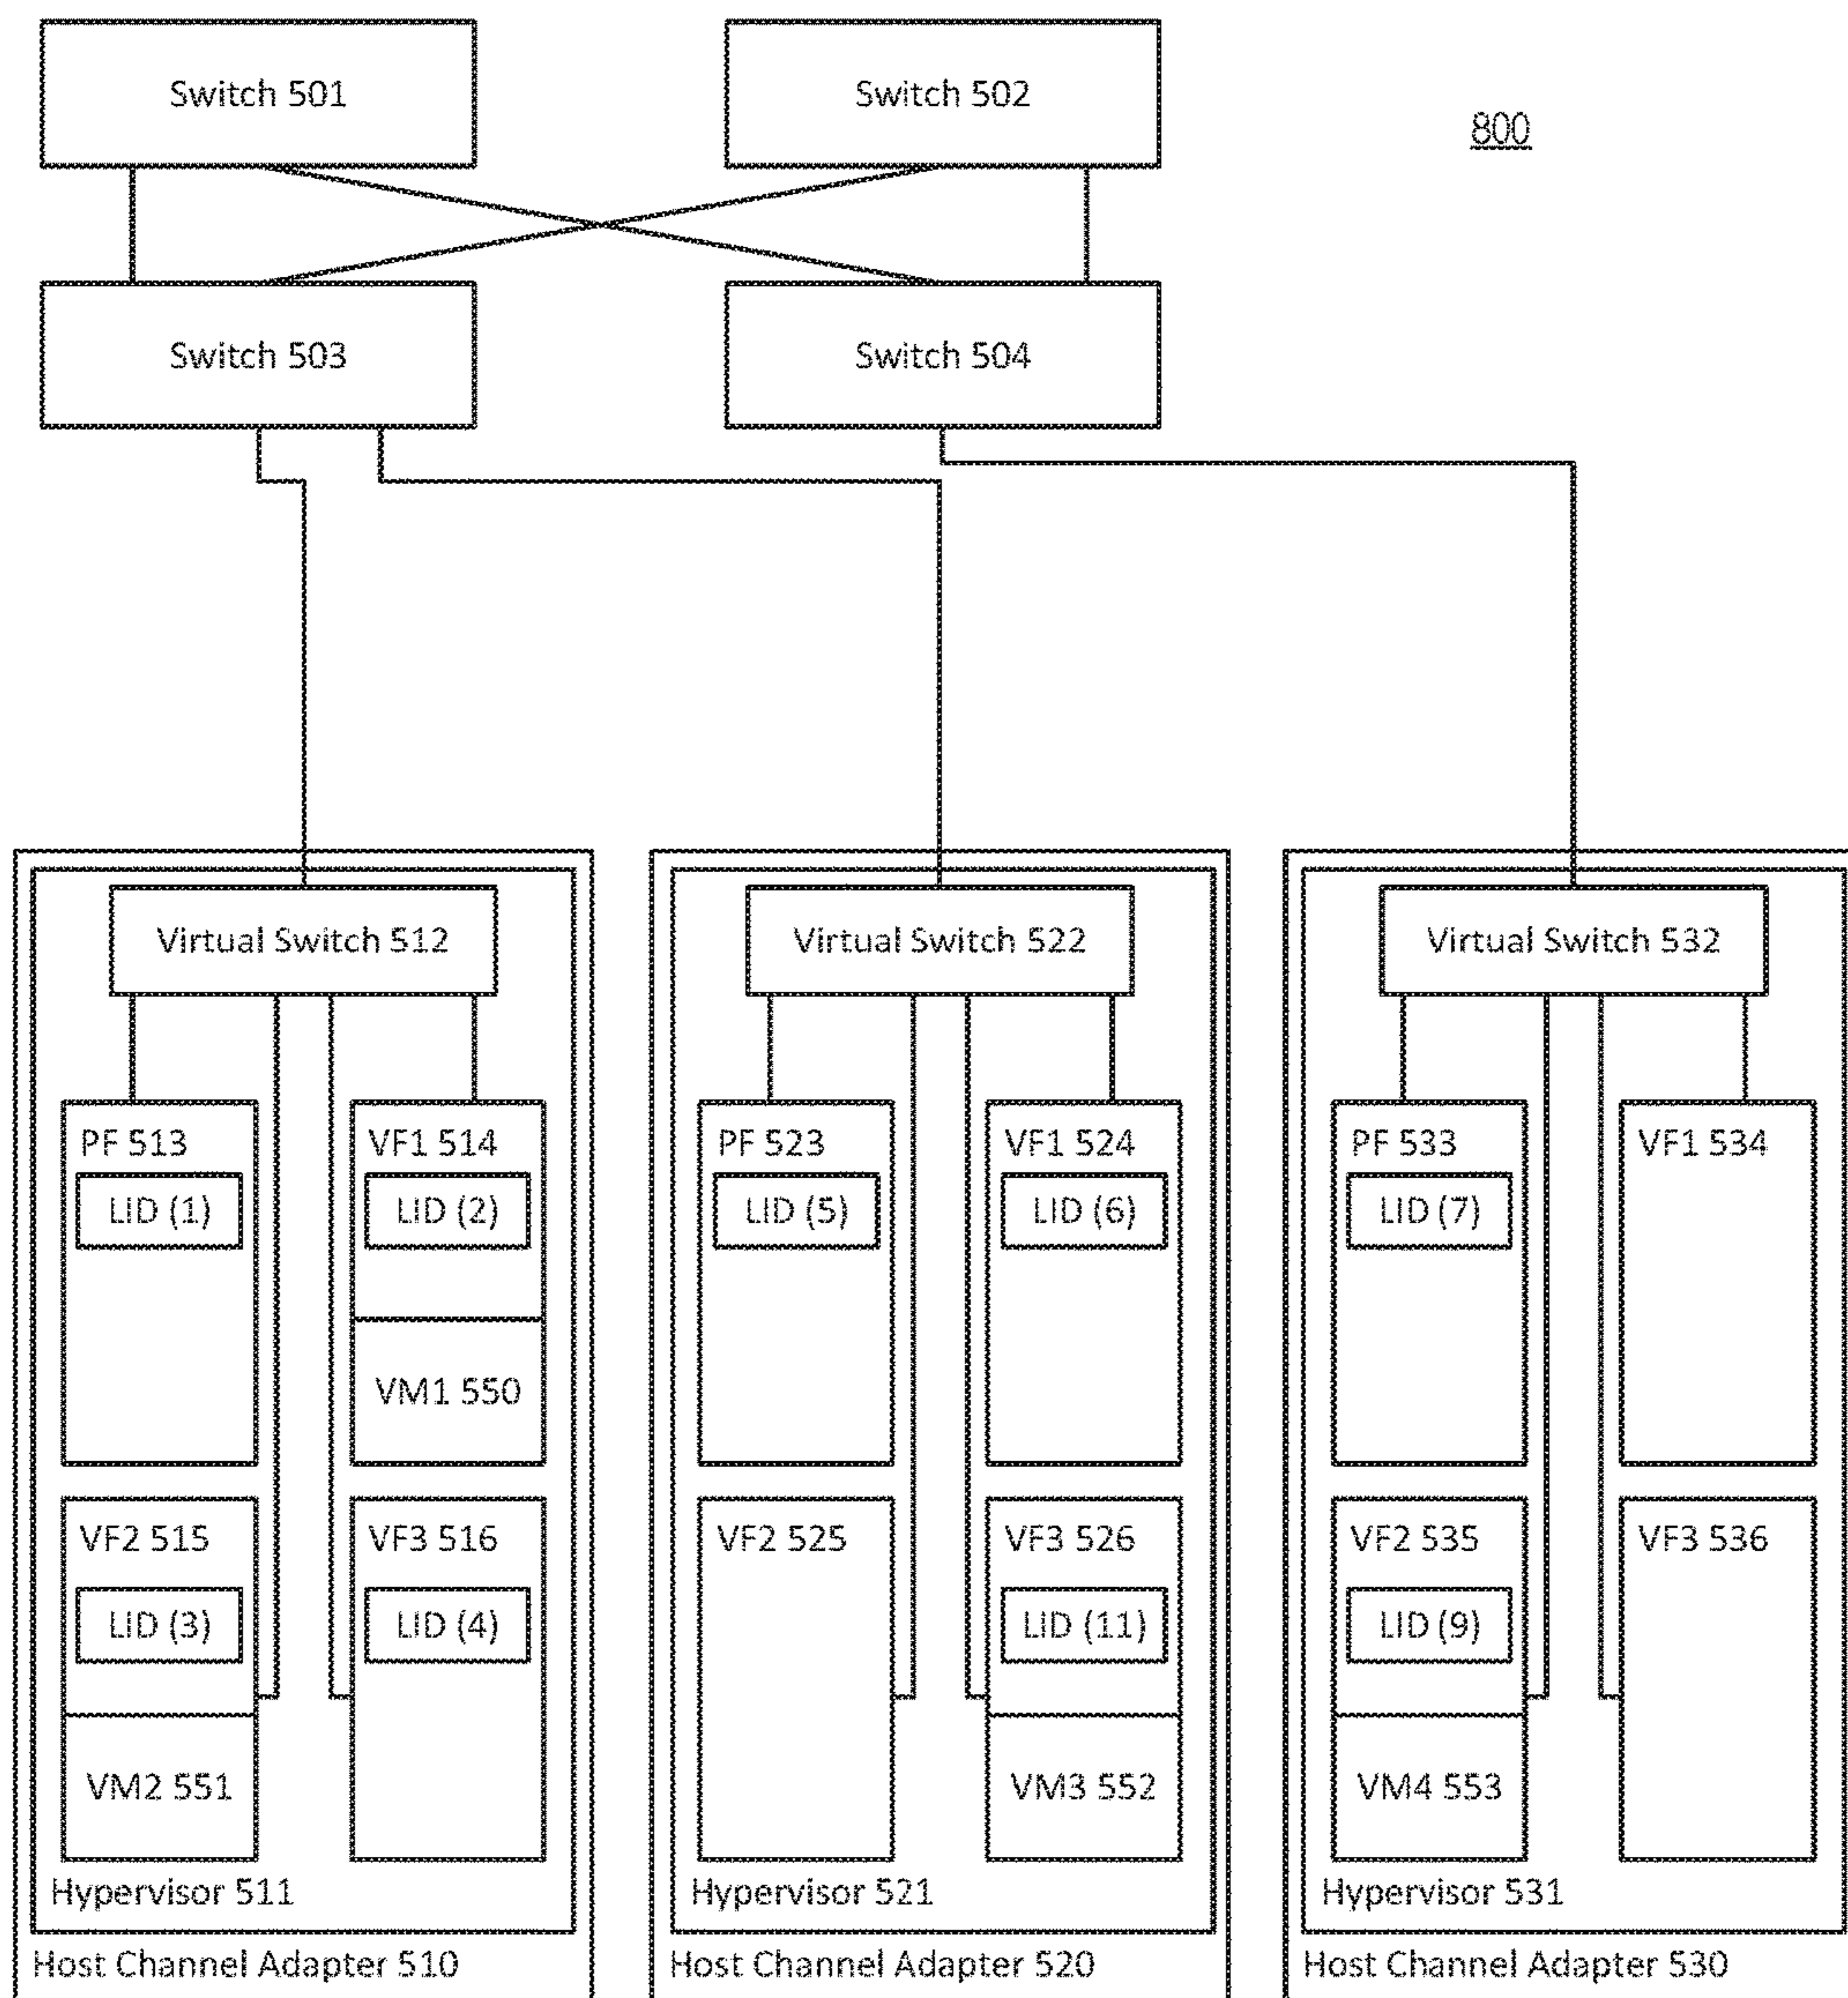 Switch 501
Switch 502
800
Switch 503
Switch 504
Virtual Switch 512
Virtual Switch 522
Virtual Switch 532
PF 513
LID (1)
VF1 514
LID (2)
VM1 550
PF 523
LID (5)
VF1 524
LID (6)
PF 533
LID (7)
VF1 534
VF2 515
LID (3)
VM2 551
VF3 516
LID (4)
VF2 525
VF3 526
LID (11)
VM3 552
VF2 535
LID (9)
VM4 553
VF3 536
Hypervisor 511
Hypervisor 521
Hypervisor 531
Host Channel Adapter 510
Host Channel Adapter 520
Host Channel Adapter 530